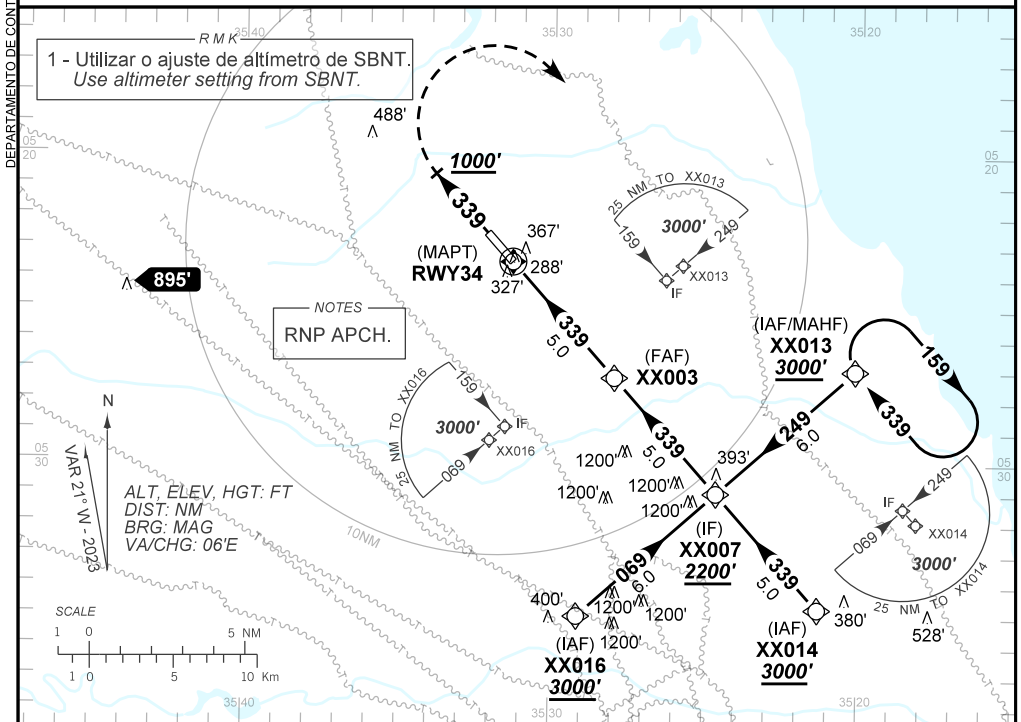 DEPARTAMENTO DE CONT
35 40
35 30
35 20
RMK
1 - Utilizar o ajuste de altímetro de SBNT.
Use altimeter setting from SBNT.
488'
05 20
05 20
1000'
339
25 NM TO XX013
3000'
159
249
XX013
IF
367'
(MAPT)
RWY34
288'
327'
895'
NOTES
RNP APCH.
339
5.0
(IAF/MAHF)
XX013
3000'
159
339
(FAF)
XX003
25 NM TO XX016
159
3000'
IF
XX016
069
249
6.0
339
5.0
N
VAR 21° W - 2023
05 30
05 30
ALT, ELEV, HGT: FT
DIST: NM
BRG: MAG
VA/CHG: 06'E
1200'
393'
1200'
1200'
1200'
249
IF
XX014
069
3000'
25 NM TO XX014
10NM
(IF)
XX007
2200'
069
6.0
339
5.0
SCALE
1 0 5 NM
1 0 5 10 Km
400'
1200'
1200'
1200'
380'
528'
(IAF)
XX016
3000'
(IAF)
XX014
3000'
35 40
35 30
35 20